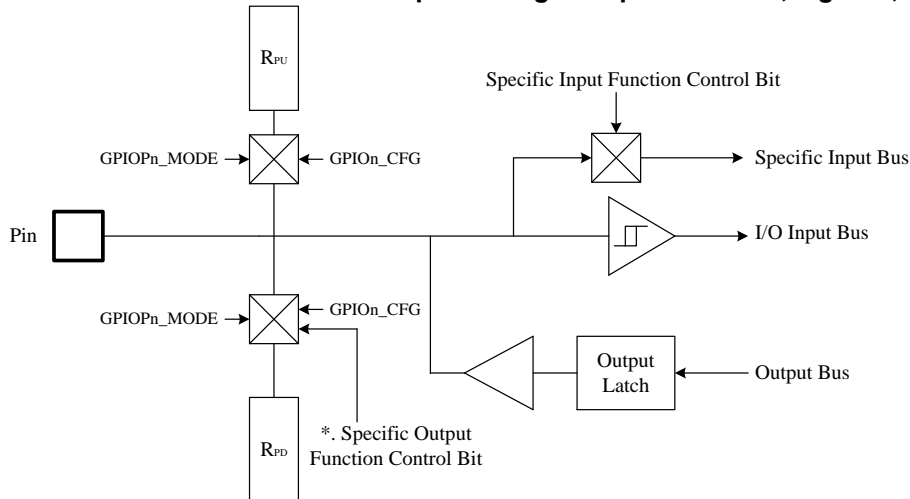 RPU
Specific Input Function Control Bit
GPIOPn_MODE
GPIOn_CFG
Specific Input Bus
Pin
I/O Input Bus
GPIOPn_MODE
GPIOn_CFG
Output
Latch
Output Bus
RPD
*. Specific Output
Function Control Bit